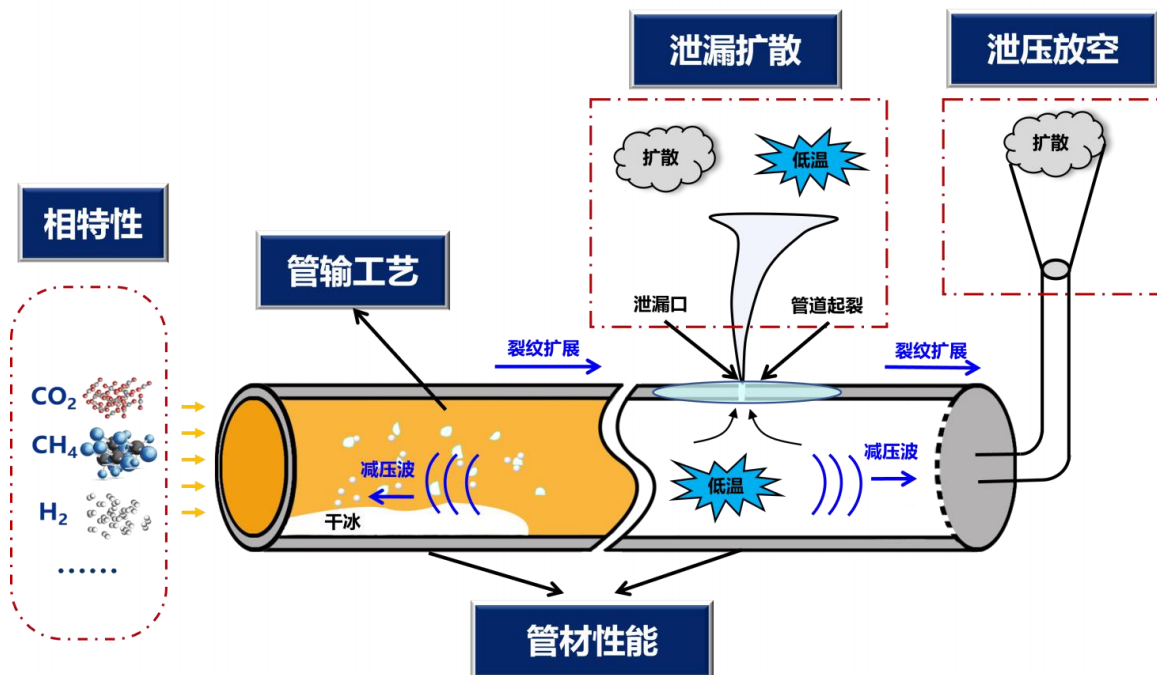 泄漏扩散
泄压放空
扩散
低温
扩散
相特性
管输工艺
泄漏口
管道起裂
裂纹扩展
裂纹扩展
CO₂
CH₄
H₂
……
减压波
干冰
低温
减压波
管材性能